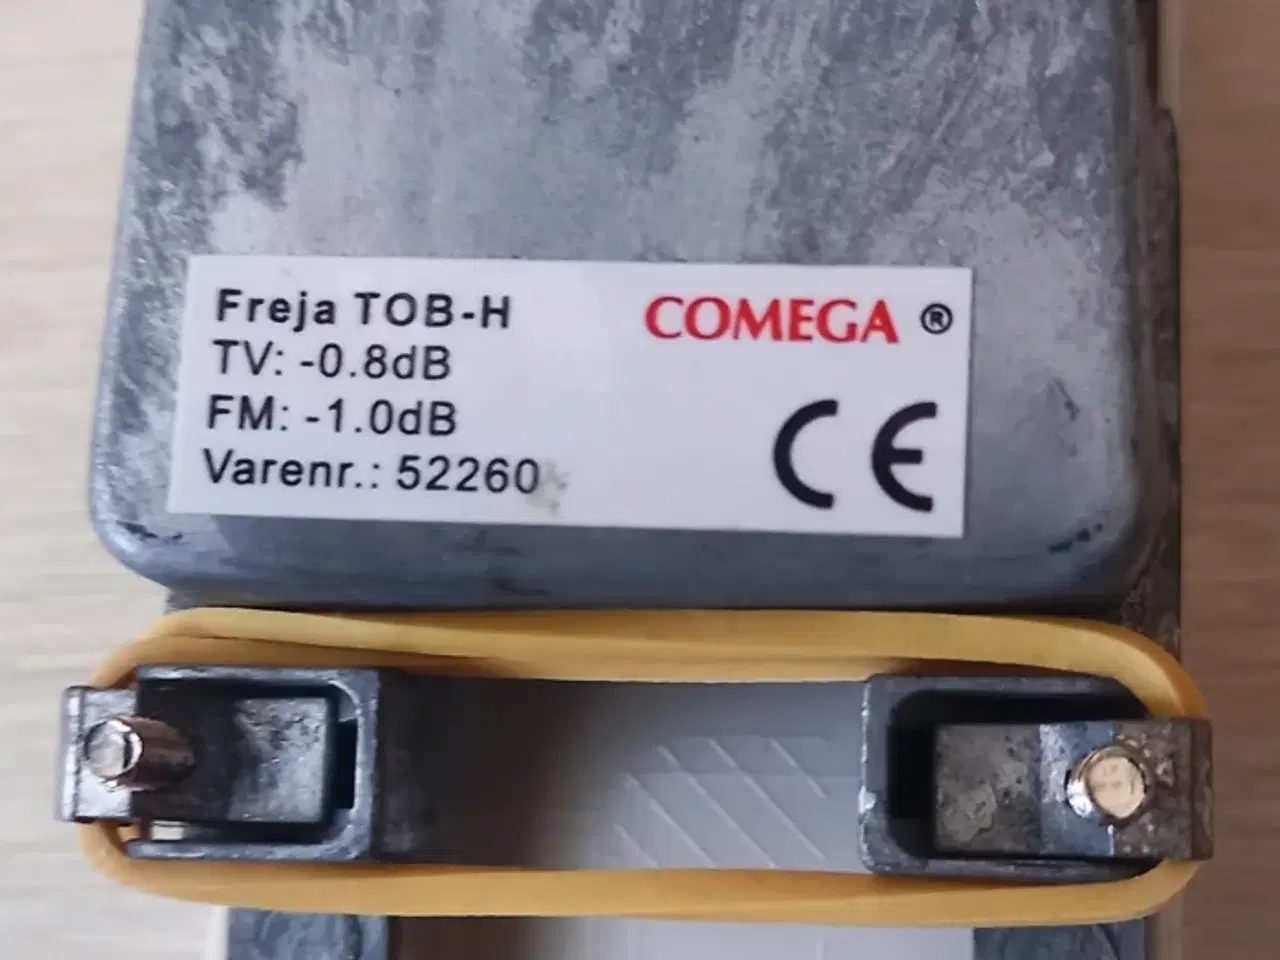 Freja TOB-H
COMEGA ®
TV: -0.8dB
FM: -1.0dB
Varenr.: 52260
CE